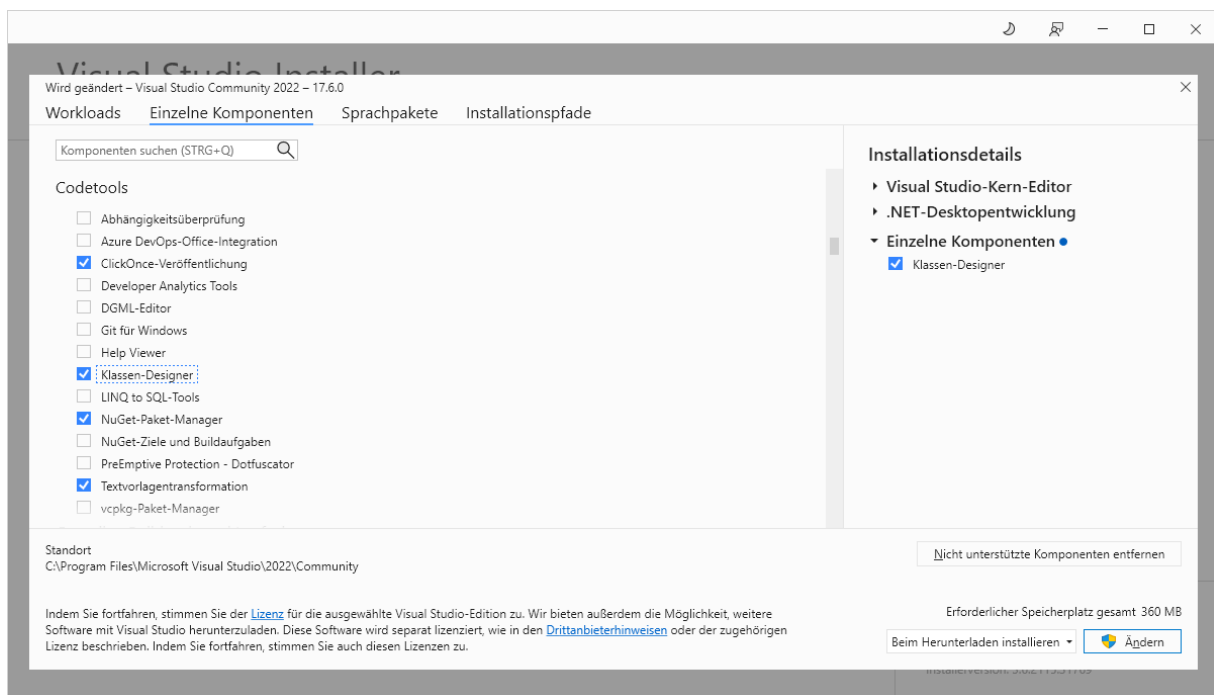 Visual Studio Installer
Wird geändert – Visual Studio Community 2022 – 17.6.0
Workloads Einzelne Komponenten Sprachpakete Installationspfade
Komponenten suchen (STRG+Q)
Codetools
Abhängigkeitsüberprüfung
Azure DevOps-Office-Integration
ClickOnce-Veröffentlichung
Developer Analytics Tools
DGML-Editor
Git für Windows
Help Viewer
Klassen-Designer
LINQ to SQL-Tools
NuGet-Paket-Manager
NuGet-Ziele und Buildaufgaben
PreEmptive Protection - Dotfuscator
Textvorlagentransformation
vcpkg-Paket-Manager
Installationsdetails
Visual Studio-Kern-Editor
.NET-Desktopentwicklung
Einzelne Komponenten
Klassen-Designer
Standort
C:\Program Files\Microsoft Visual Studio\2022\Community
Nicht unterstützte Komponenten entfernen
Indem Sie fortfahren, stimmen Sie der Lizenz für die ausgewählte Visual Studio-Edition zu. Wir bieten außerdem die Möglichkeit, weitere
Software mit Visual Studio herunterzuladen. Diese Software wird separat lizenziert, wie in den Drittanbieterhinweisen oder der zugehörigen
Lizenz beschrieben. Indem Sie fortfahren, stimmen Sie auch diesen Lizenzen zu.
Erforderlicher Speicherplatz gesamt 360 MB
Beim Herunterladen installieren
Ändern